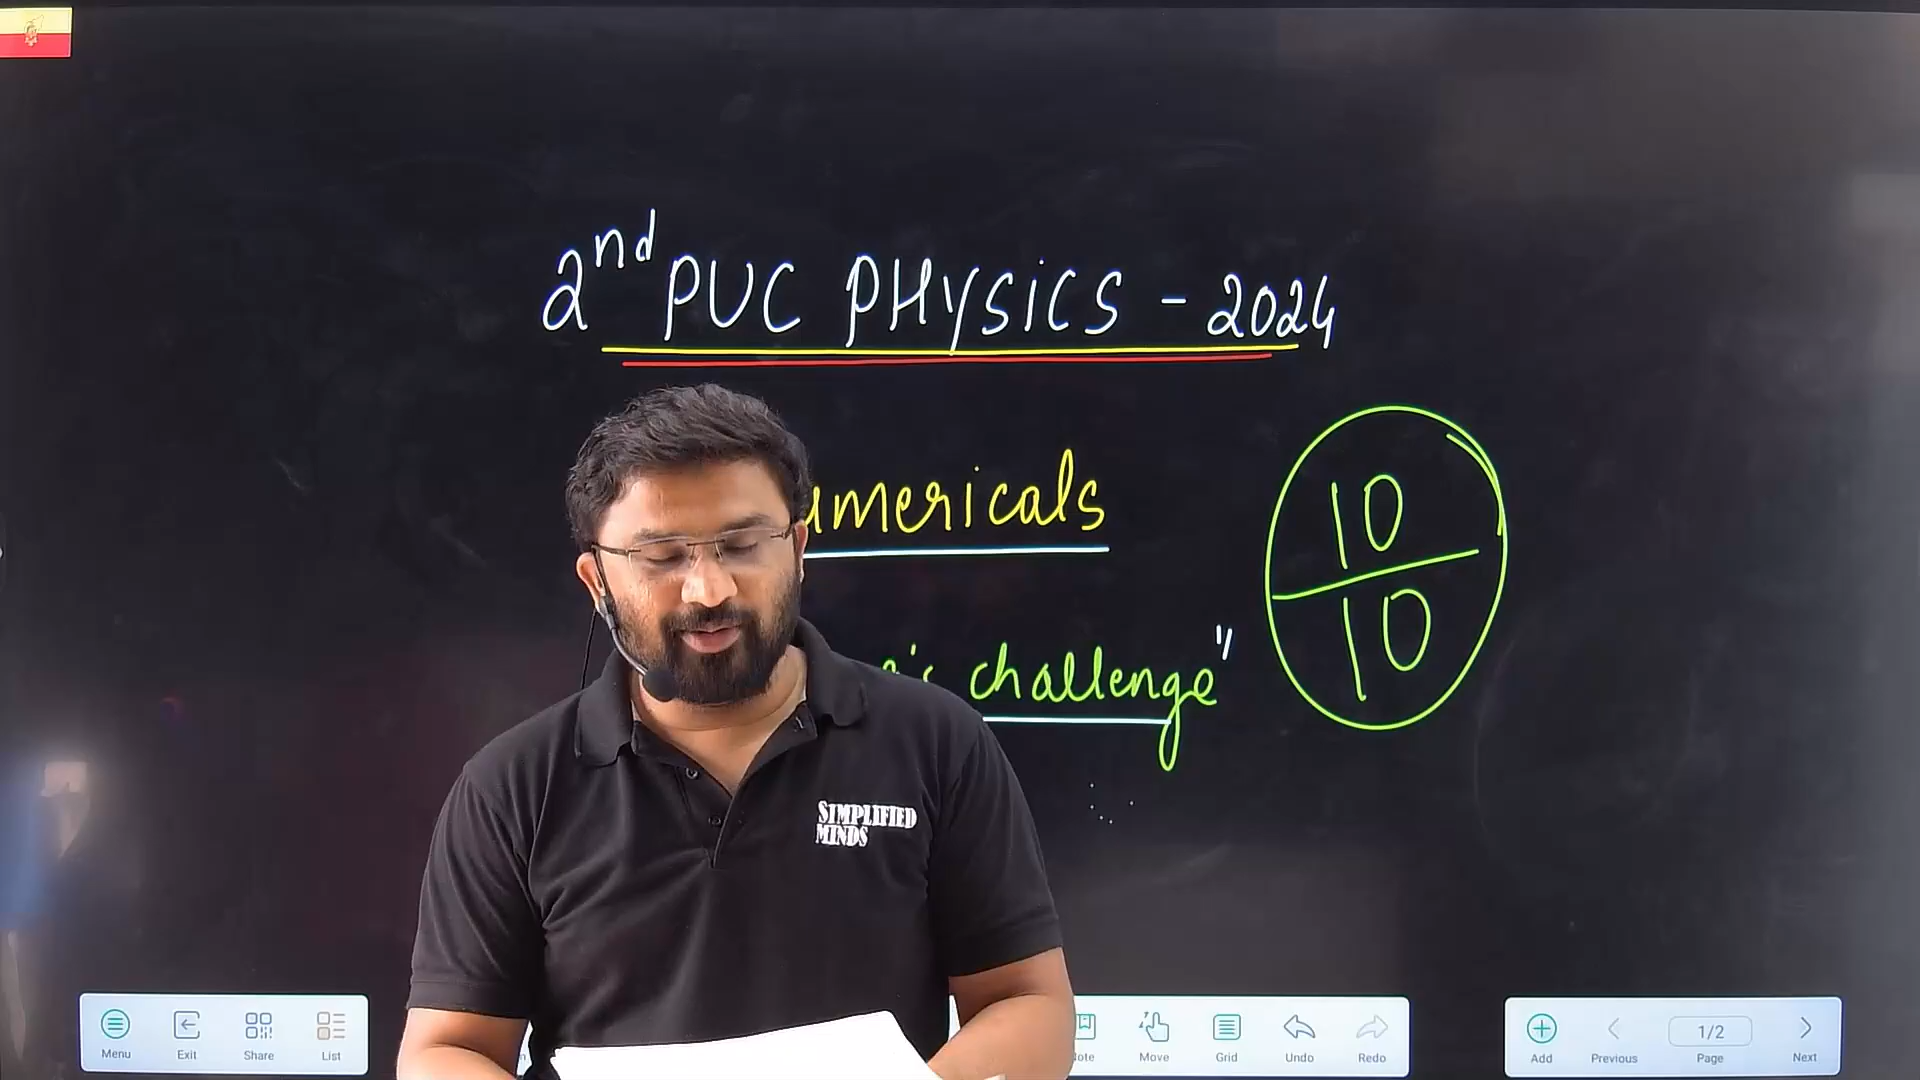 2nd PUC PHYSICS - 2024
umericals
10
10
challenge"
SIMPLIFIED
MINDS
Menu
Exit
Share
List
Move
Grid
Undo
Redo
Add
Previous
1/2
Page
Next